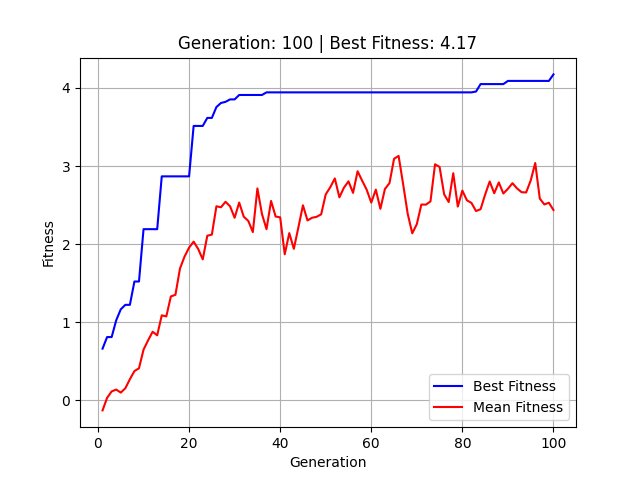 Generation: 100 | Best Fitness: 4.17
4
3
2
1
0
Fitness
0 20 40 60 80 100
Generation
Best Fitness
Mean Fitness